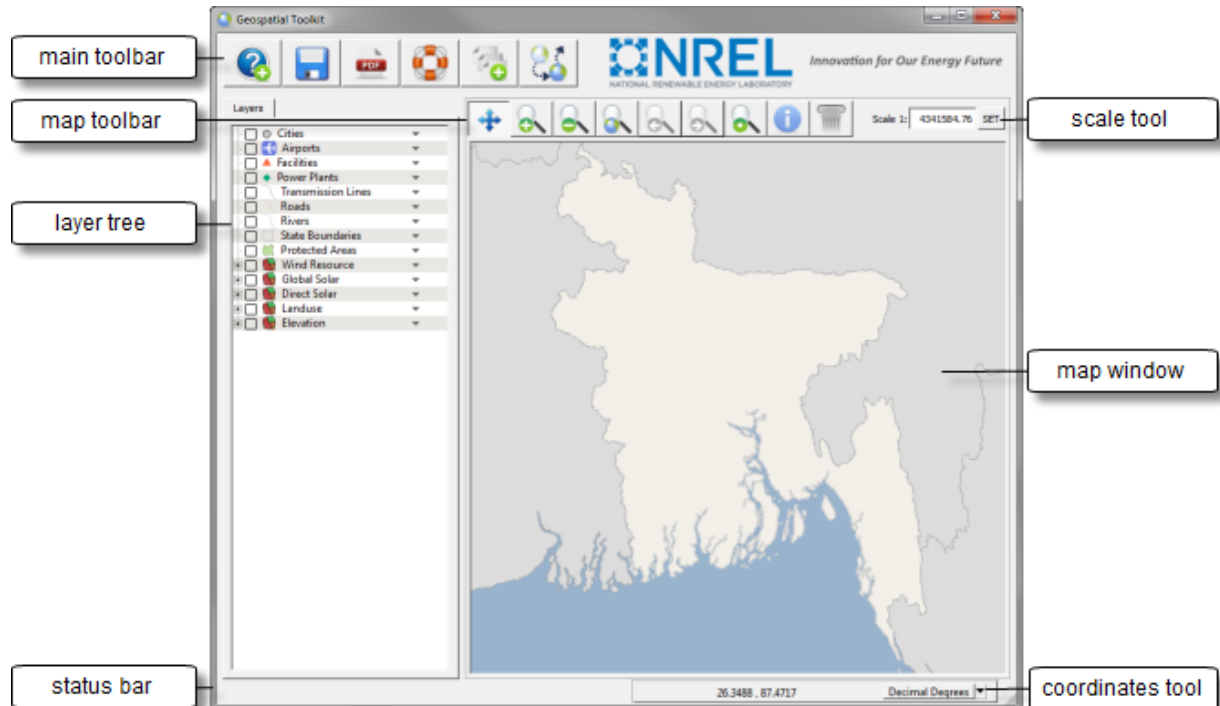 Geospatial Toolkit
main toolbar
PDF
NREL
NATIONAL RENEWABLE ENERGY LABORATORY
Innovation for Our Energy Future
map toolbar
Layers
Scale 1: 4341584.76 SET
scale tool
Cities
Airports
Facilities
Power Plants
Transmission Lines
Roads
Rivers
State Boundaries
Protected Areas
Wind Resource
Global Solar
Direct Solar
Landuse
Elevation
layer tree
map window
status bar
26.3488 , 87.4717
Decimal Degrees
coordinates tool